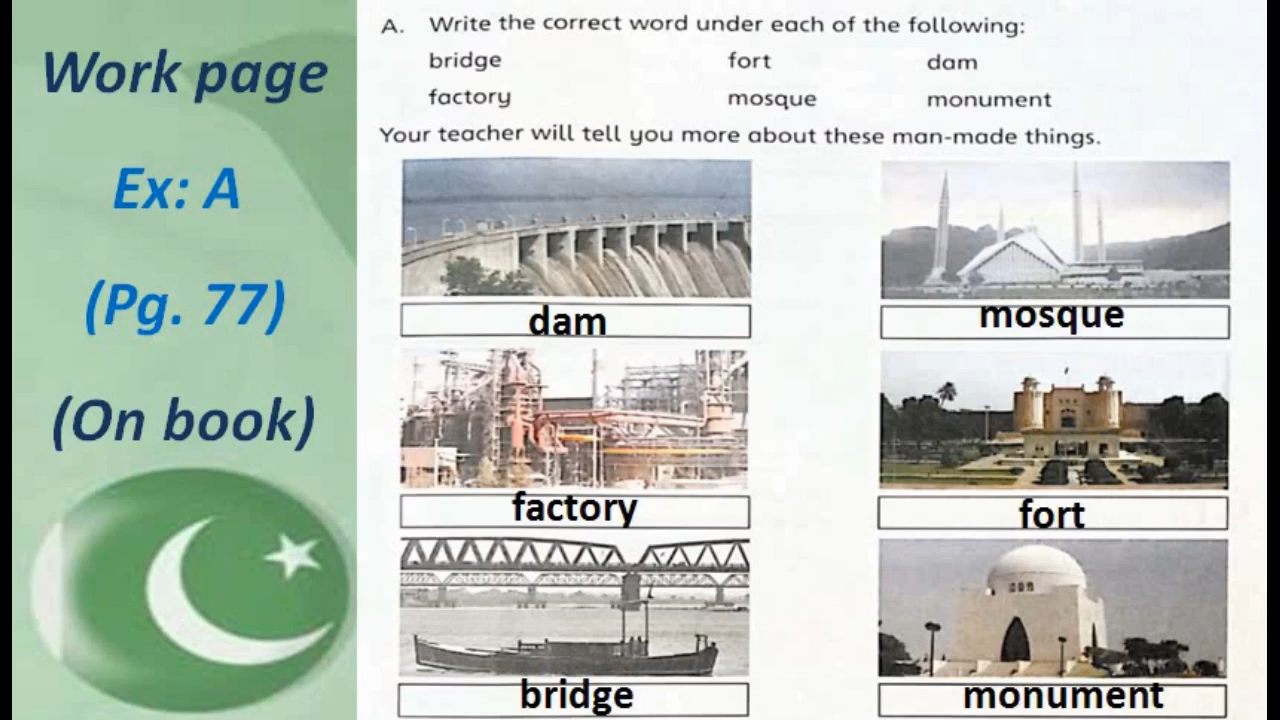 Work page
Ex: A
(Pg. 77)
(On book)
A. Write the correct word under each of the following:
bridge fort dam
factory mosque monument
Your teacher will tell you more about these man-made things.
dam mosque
factory fort
bridge monument